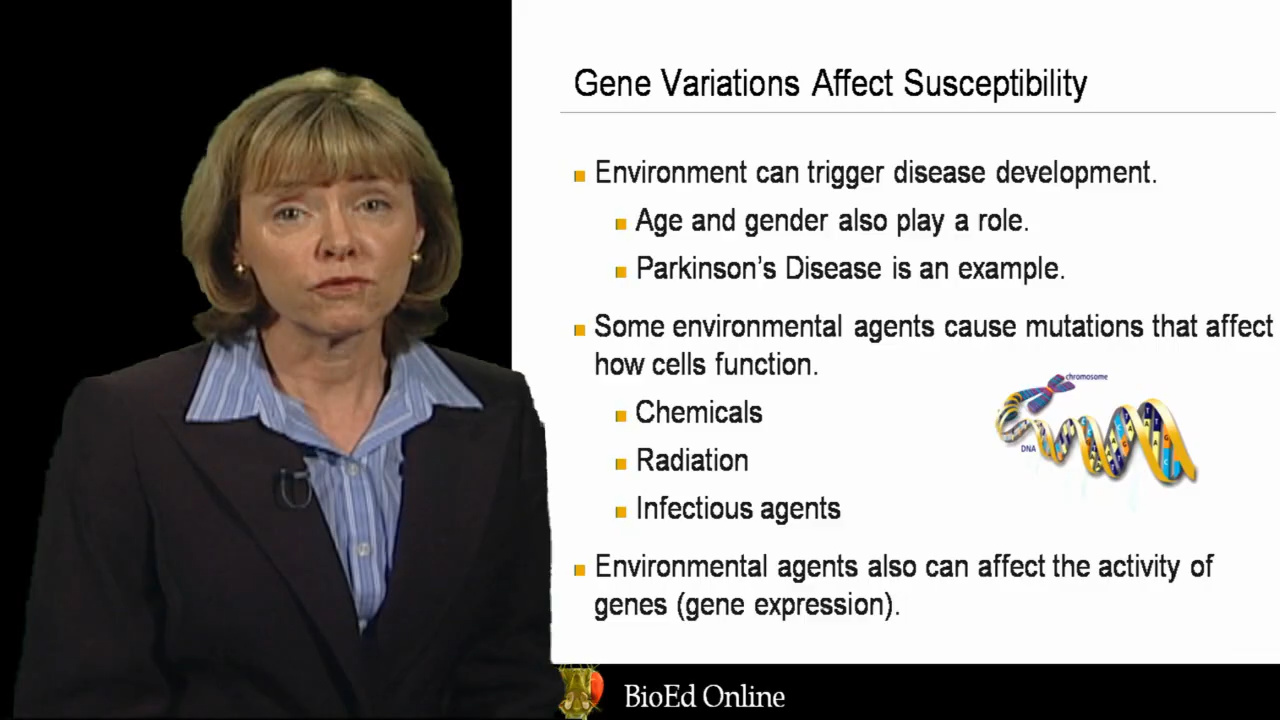 Gene Variations Affect Susceptibility
Environment can trigger disease development.
Age and gender also play a role.
Parkinson's Disease is an example.
Some environmental agents cause mutations that affect
how cells function.
chromosome
Chemicals
DNA
Radiation
Infectious agents
Environmental agents also can affect the activity of
genes (gene expression).
BioEd Online